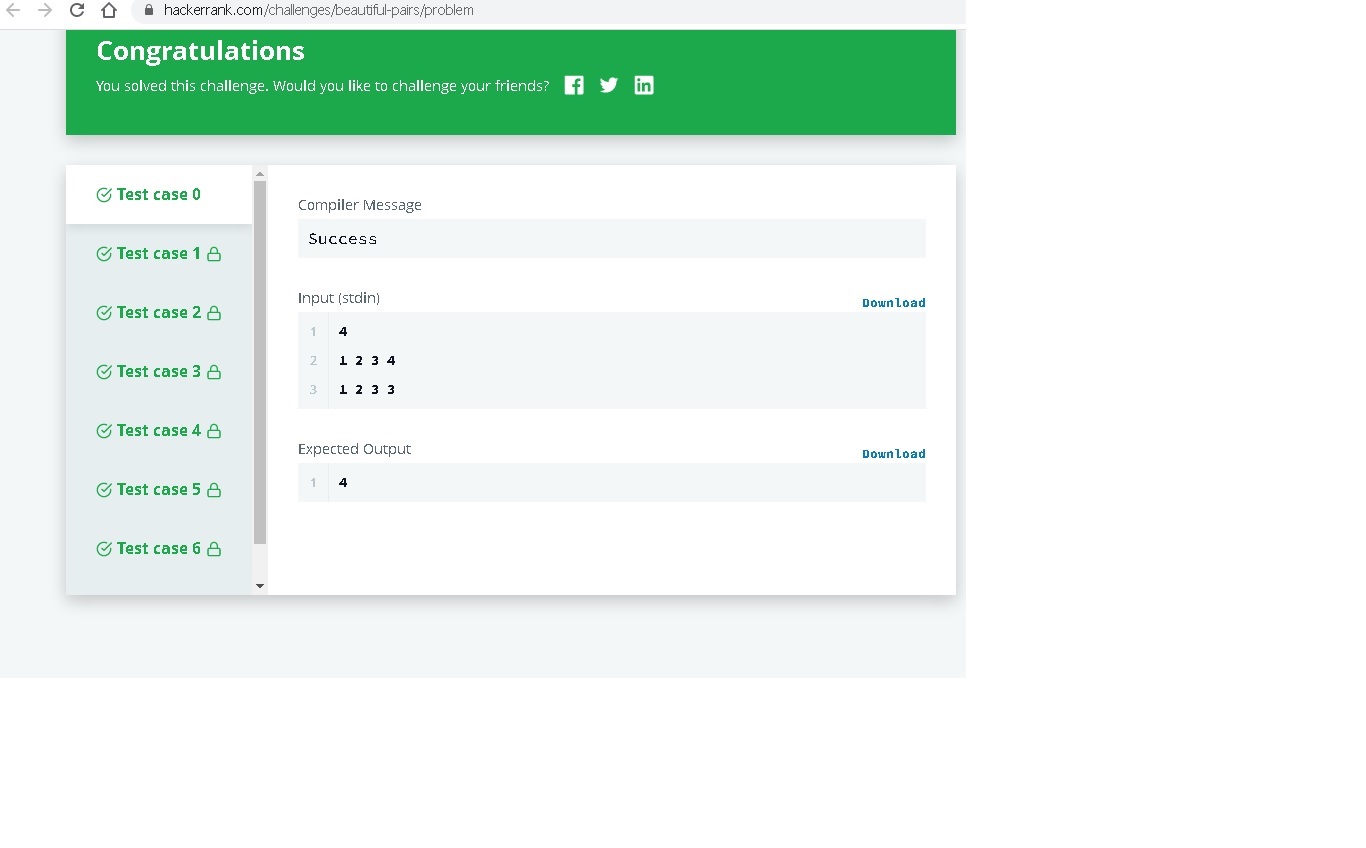 hackerrank.com/challenges/beautiful-pairs/problem
Congratulations
You solved this challenge. Would you like to challenge your friends?
Test case 0
Test case 1
Test case 2
Test case 3
Test case 4
Test case 5
Test case 6
Compiler Message
Success
Input (stdin)
Download
1 4
2 1 2 3 4
3 1 2 3 3
Expected Output
Download
1 4